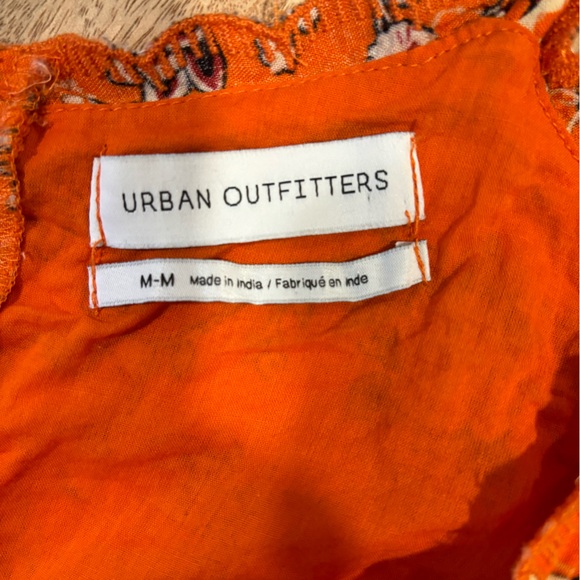 URBAN OUTFITTERS
M-M Made in India / Fabriqué en Inde